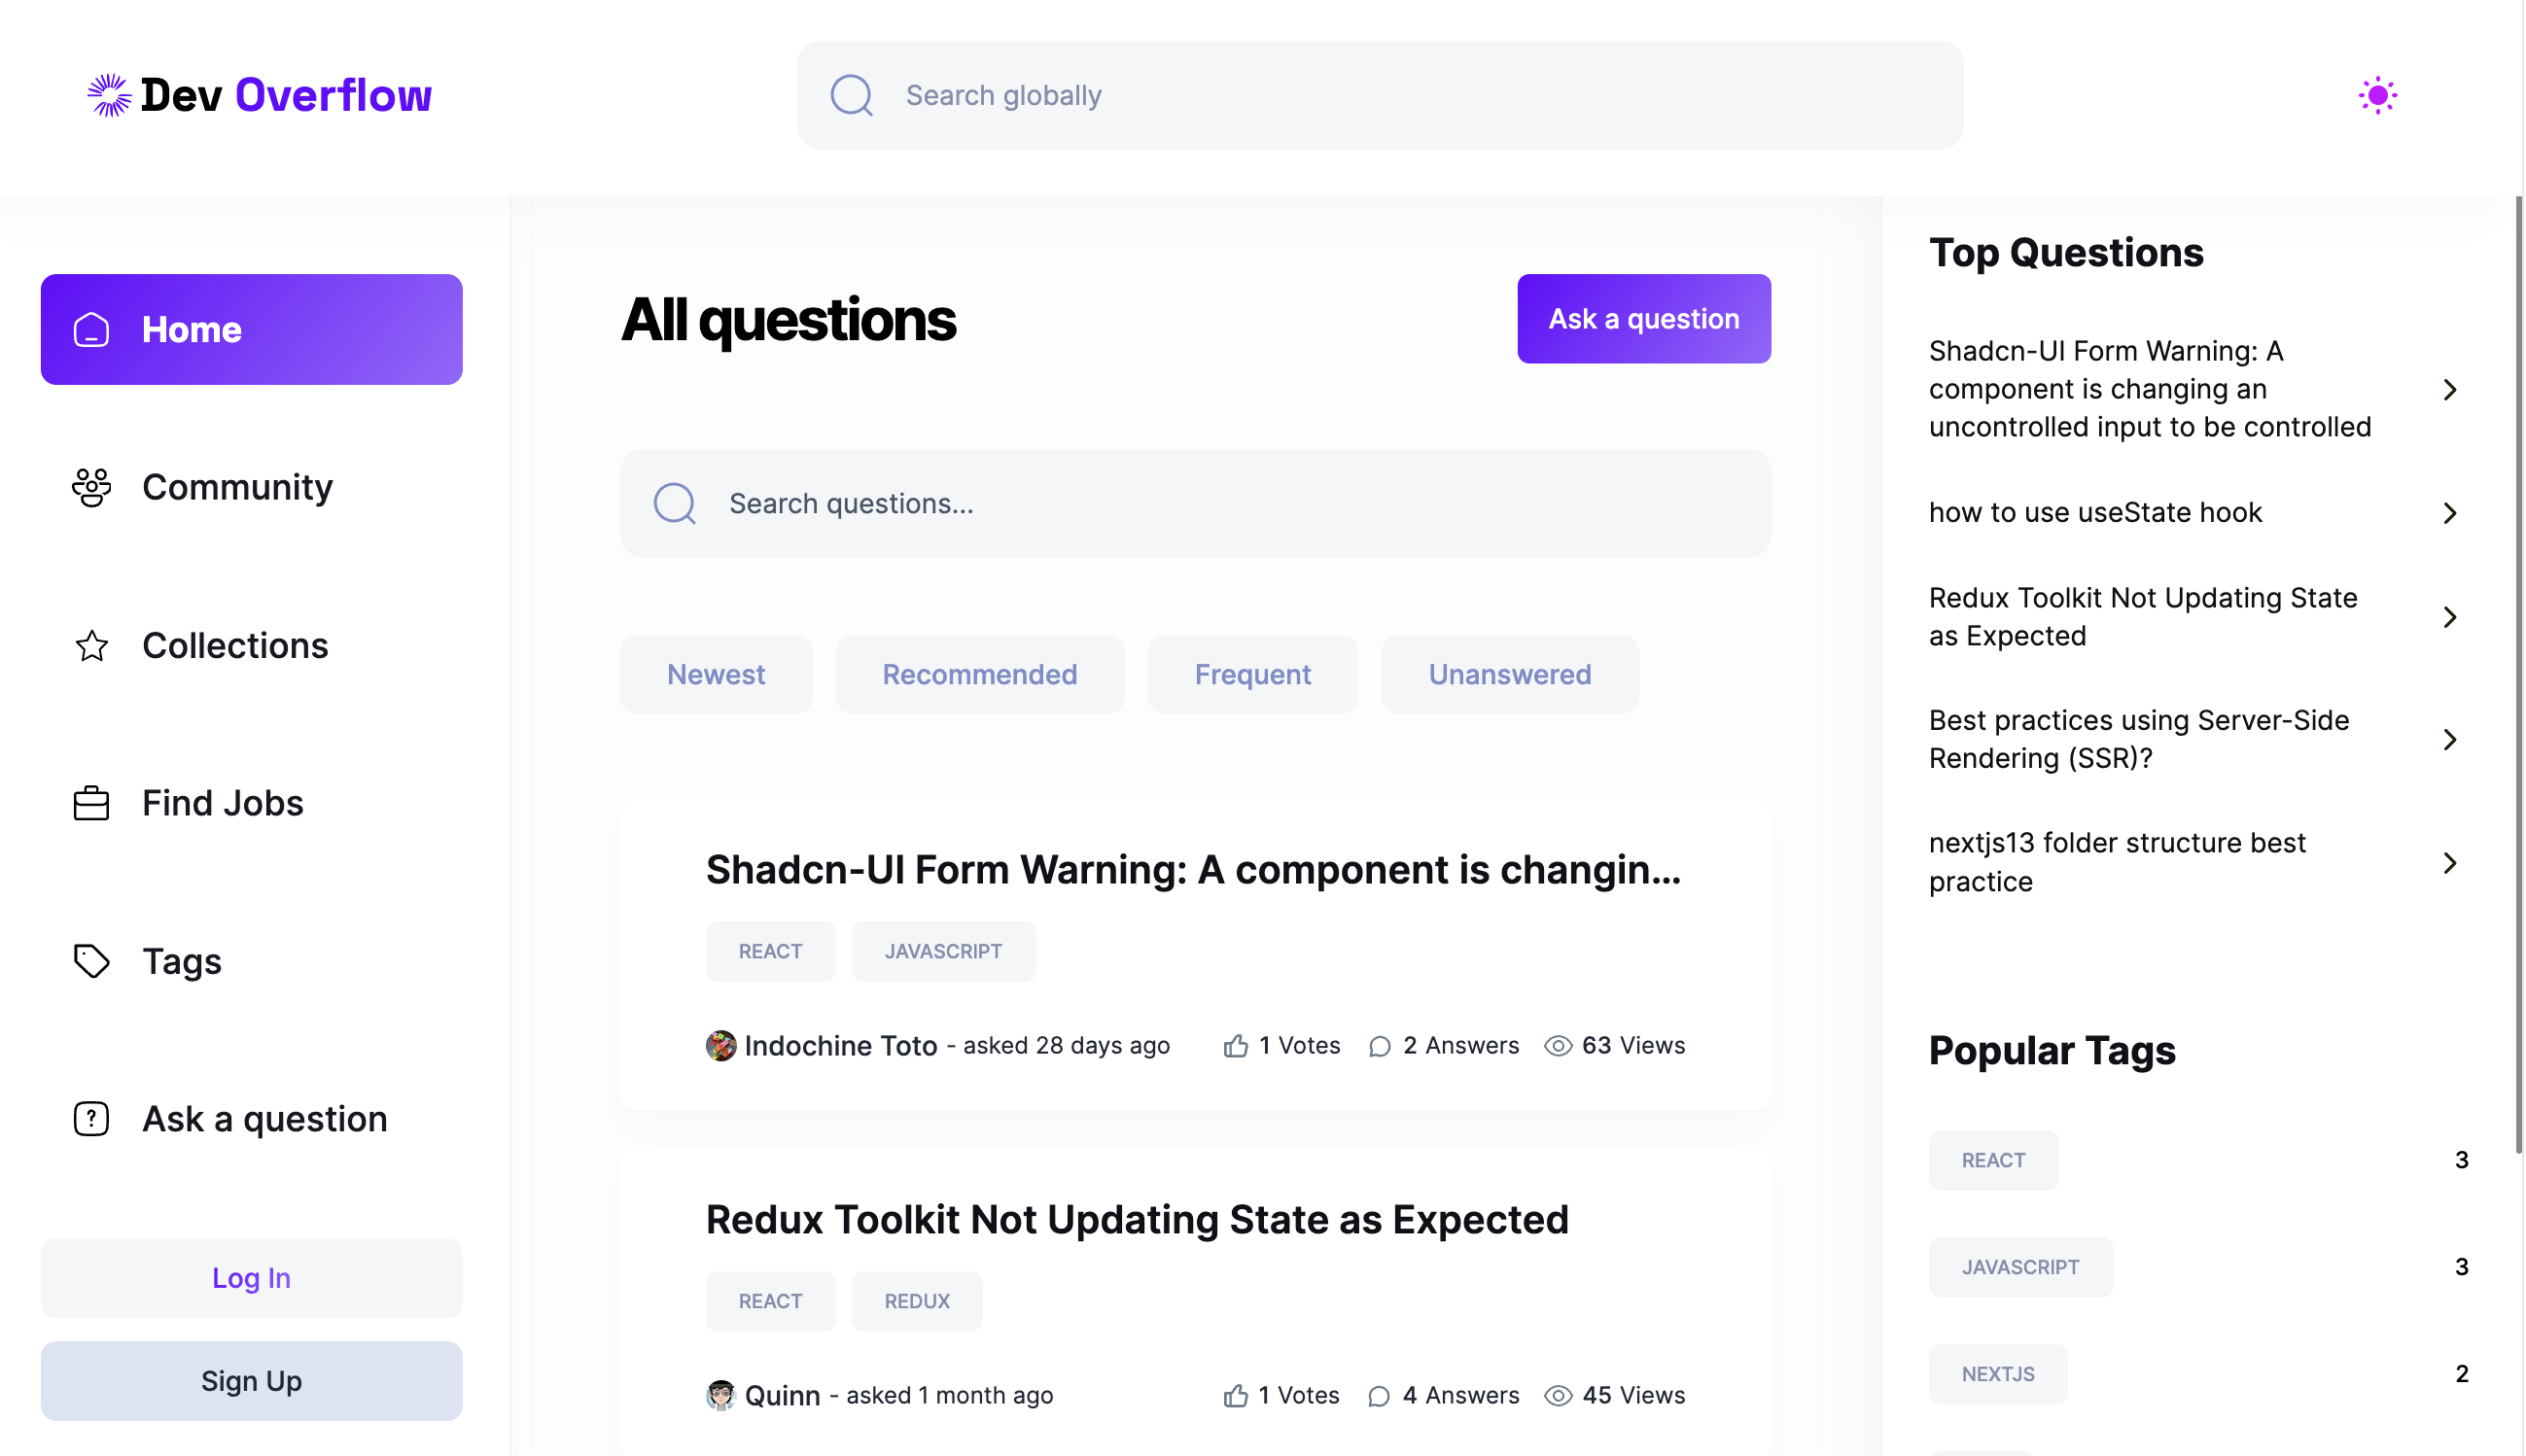 Dev Overflow
Search globally
Home
Community
Collections
Find Jobs
Tags
Ask a question
Log In
Sign Up
All questions
Ask a question
Search questions...
Newest
Recommended
Frequent
Unanswered
Shadcn-UI Form Warning: A component is changin...
REACT
JAVASCRIPT
Indochine Toto - asked 28 days ago
1 Votes
2 Answers
63 Views
Redux Toolkit Not Updating State as Expected
REACT
REDUX
Quinn - asked 1 month ago
1 Votes
4 Answers
45 Views
Top Questions
Shadcn-UI Form Warning: A
component is changing an
uncontrolled input to be controlled
how to use useState hook
Redux Toolkit Not Updating State
as Expected
Best practices using Server-Side
Rendering (SSR)?
nextjs13 folder structure best
practice
Popular Tags
REACT 3
JAVASCRIPT 3
NEXTJS 2